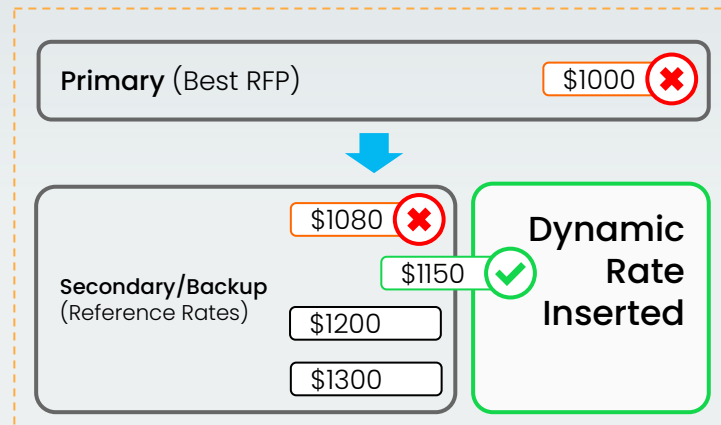 Primary (Best RFP)
$1000
$1080
$1150
Secondary/Backup
(Reference Rates)
$1200
$1300
Dynamic
Rate
Inserted